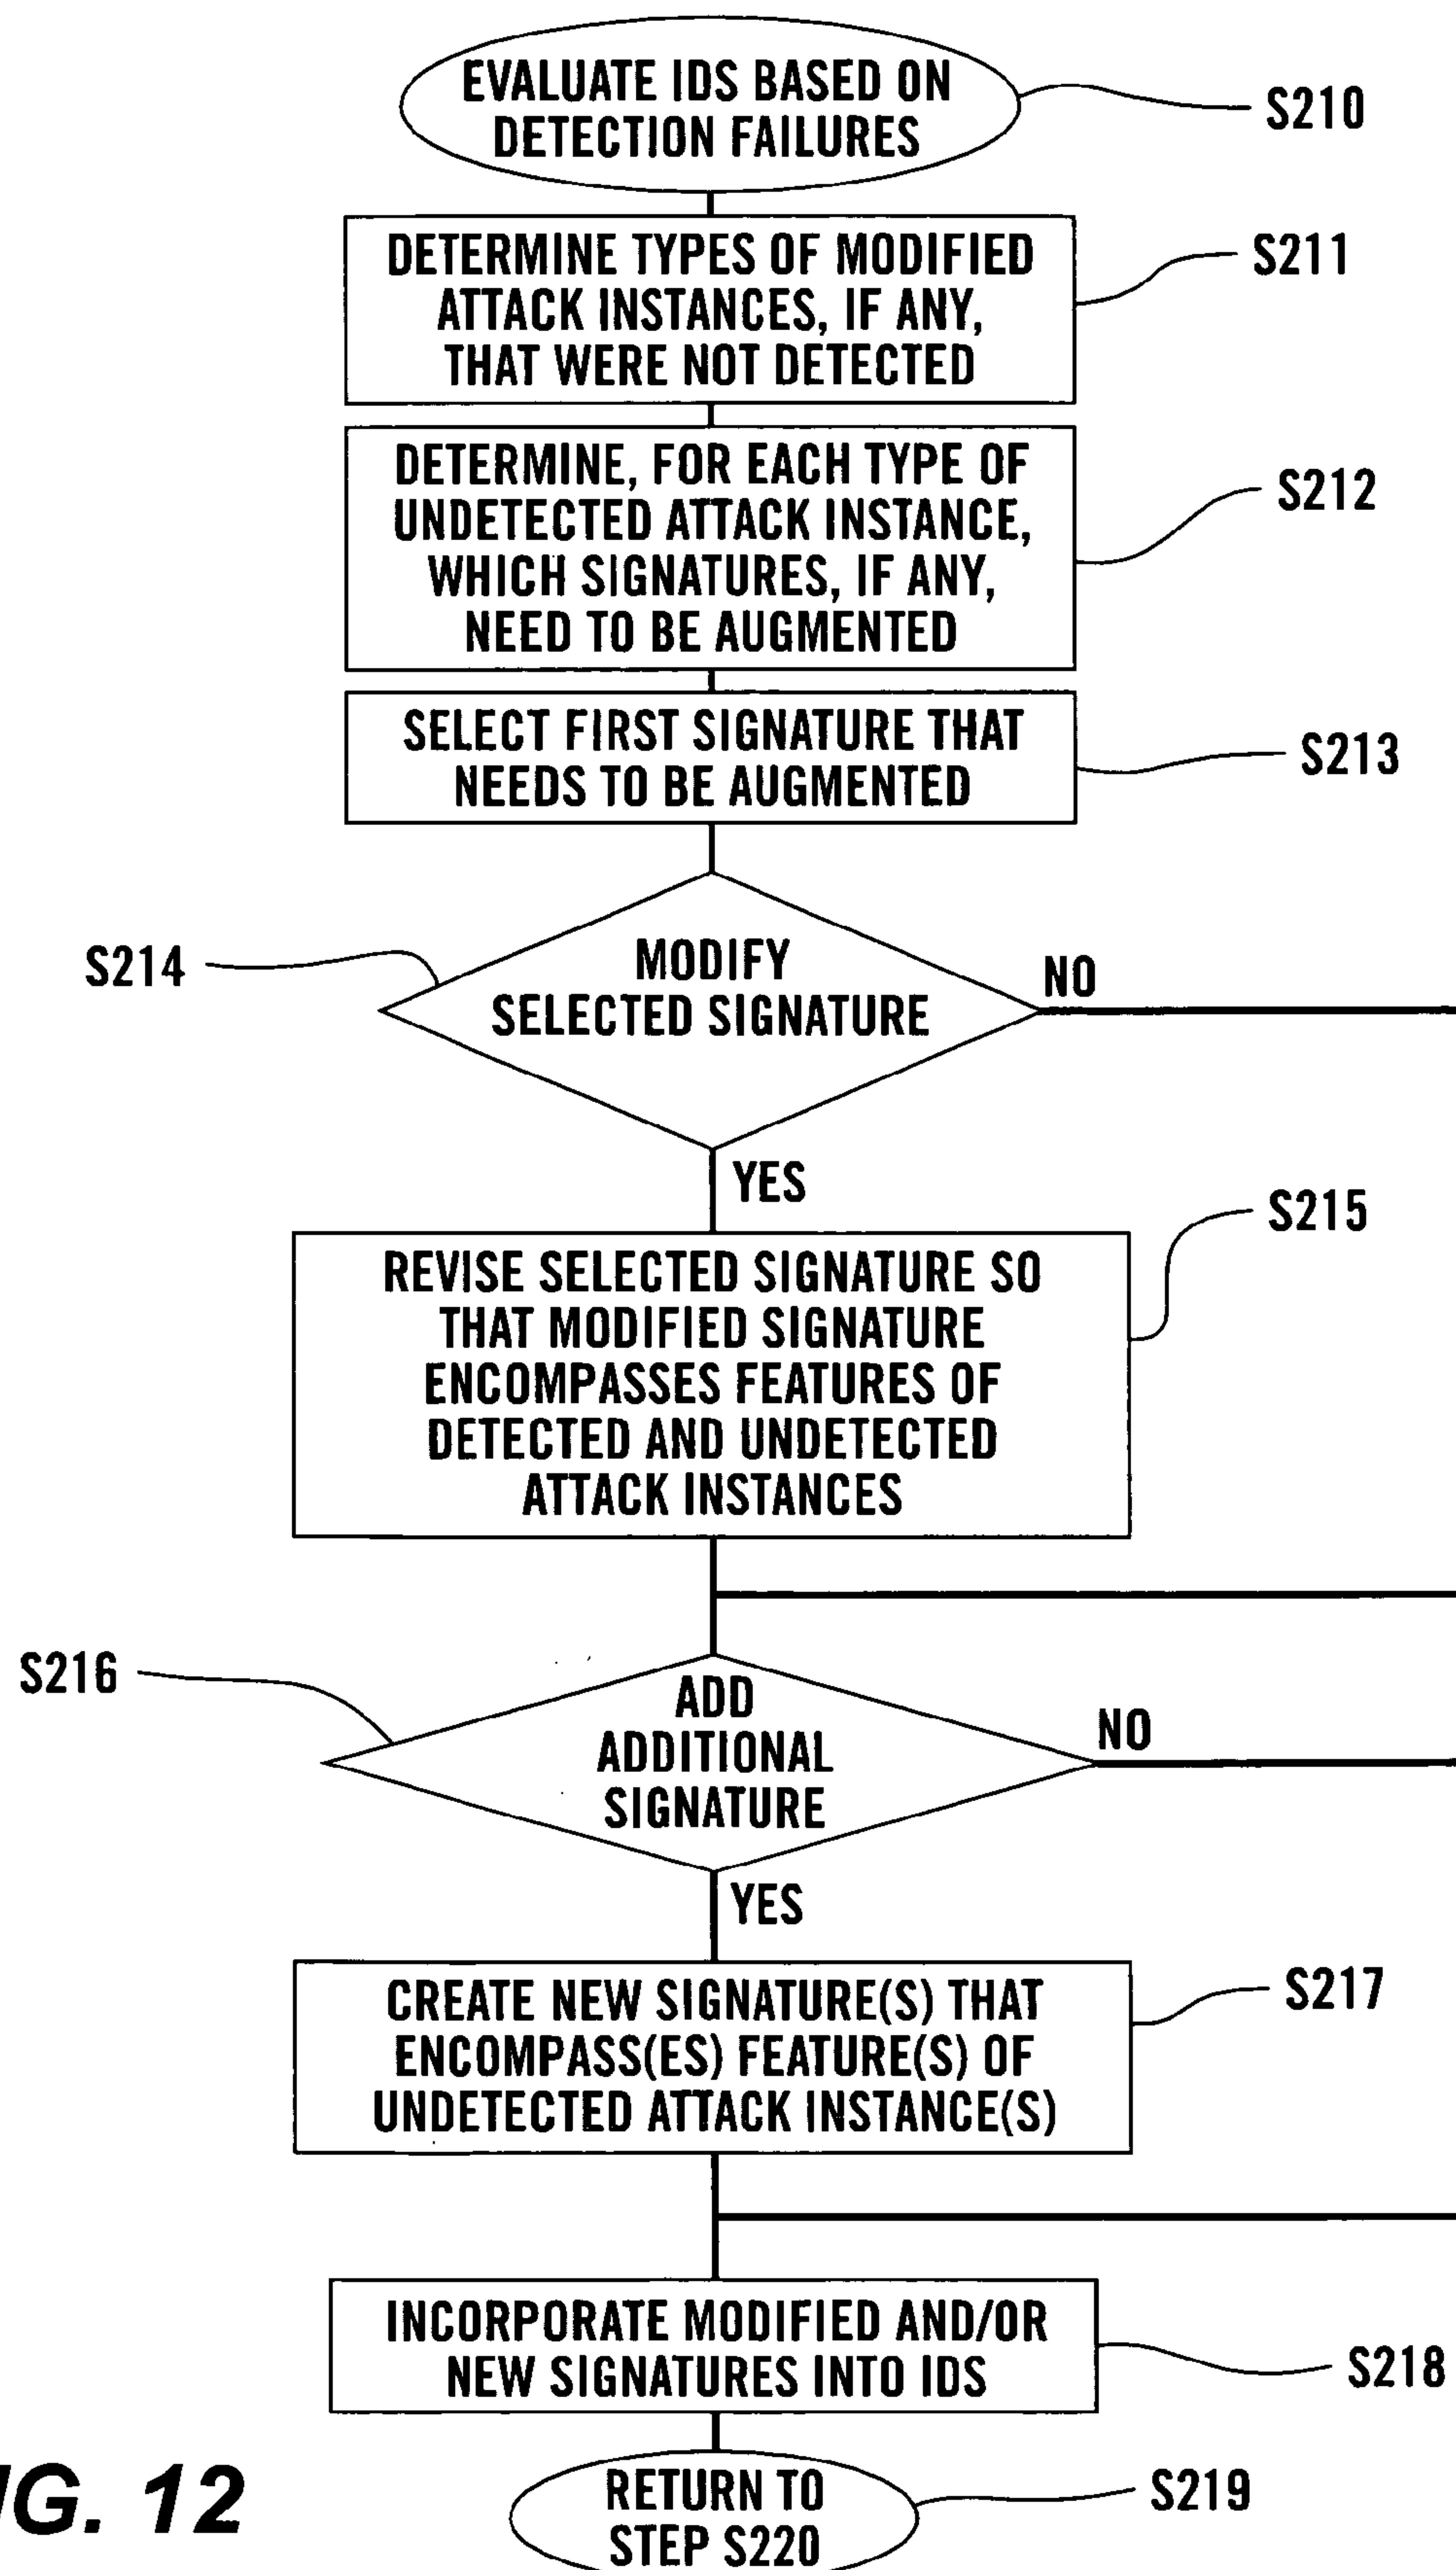 EVALUATE IDS BASED ON
DETECTION FAILURES
S210
DETERMINE TYPES OF MODIFIED
ATTACK INSTANCES, IF ANY,
THAT WERE NOT DETECTED
S211
DETERMINE, FOR EACH TYPE OF
UNDETECTED ATTACK INSTANCE,
WHICH SIGNATURES, IF ANY,
NEED TO BE AUGMENTED
S212
SELECT FIRST SIGNATURE THAT
NEEDS TO BE AUGMENTED
S213
S214
MODIFY
SELECTED SIGNATURE
NO
YES
REVISE SELECTED SIGNATURE SO
THAT MODIFIED SIGNATURE
ENCOMPASSES FEATURES OF
DETECTED AND UNDETECTED
ATTACK INSTANCES
S215
S216
ADD
ADDITIONAL
SIGNATURE
NO
YES
CREATE NEW SIGNATURE(S) THAT
ENCOMPASS(ES) FEATURE(S) OF
UNDETECTED ATTACK INSTANCE(S)
S217
INCORPORATE MODIFIED AND/OR
NEW SIGNATURES INTO IDS
S218
RETURN TO
STEP S220
S219
IG. 12